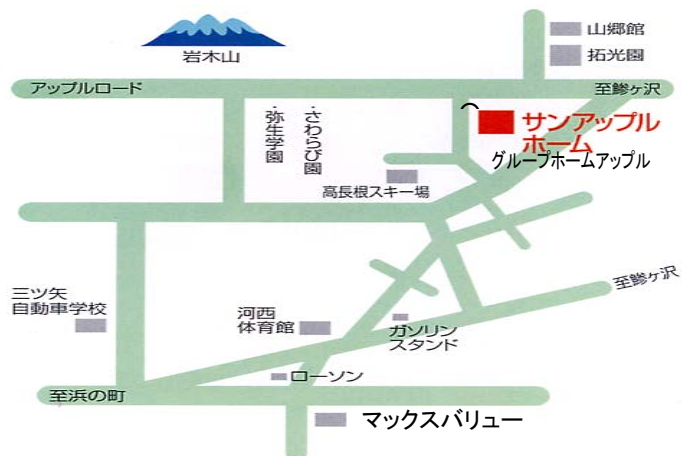 岩木山
山郷館
拓光園
アップルロード
至鯵ヶ沢
・さわらび園
・弥生学園
サンアップル
ホーム
グループホームアップル
高長根スキー場
三ツ矢
自動車学校
河西
体育館
ガソリン
スタンド
至鯵ヶ沢
ローソン
至浜の町
マックスバリュー